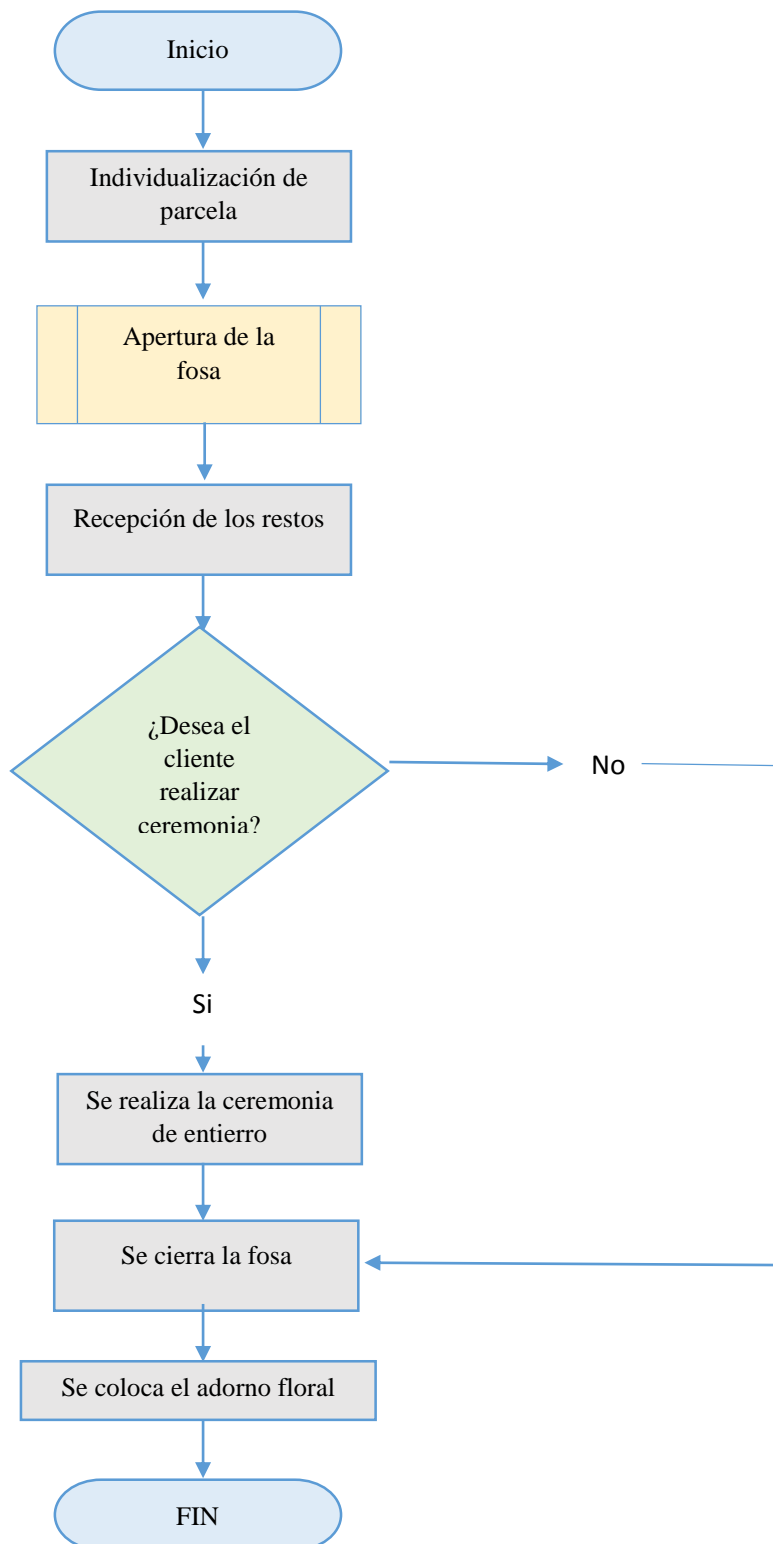 Inicio
Individualización de
parcela
Apertura de la
fosa
Recepción de los restos
¿Desea el
cliente
realizar
ceremonia?
No
Si
Se realiza la ceremonia
de entierro
Se cierra la fosa
Se coloca el adorno floral
FIN